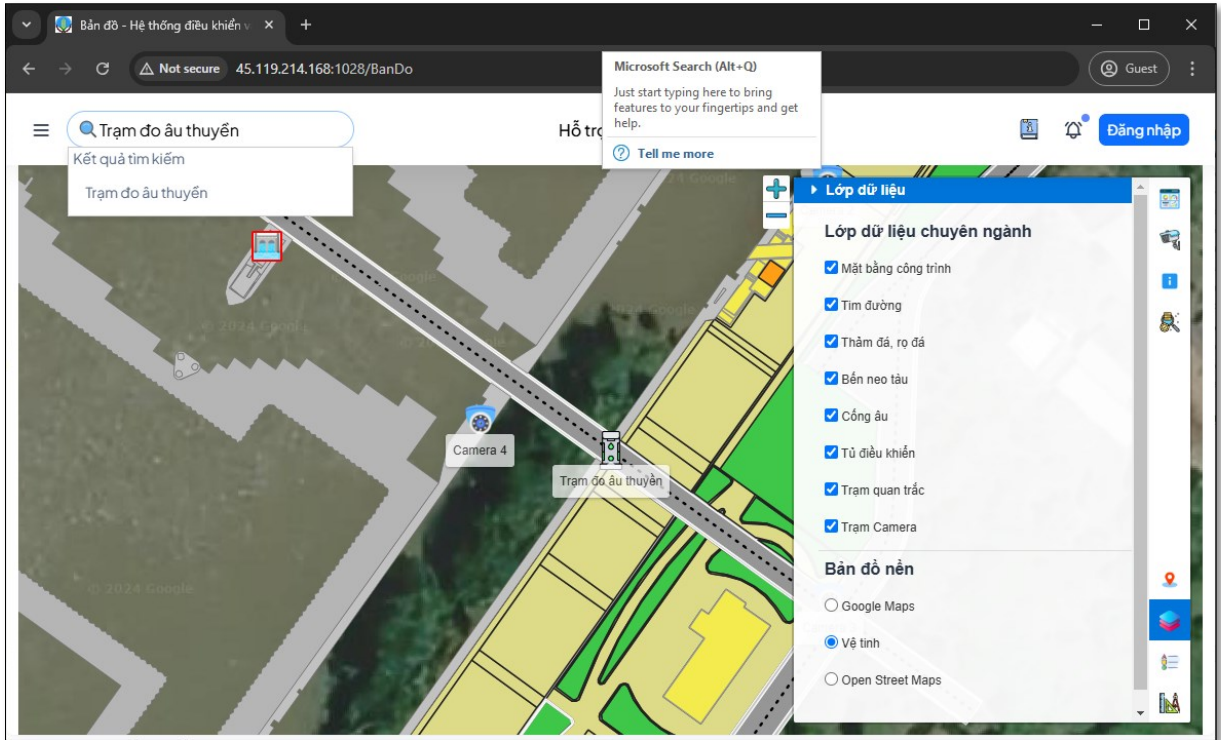 Bản đồ - Hệ thống điều khiển v
Not secure 45.119.214.168:1028/BanDo
Guest
Microsoft Search (Alt+Q)
Just start typing here to bring
features to your fingertips and get
help.
Tell me more
Trạm đo âu thuyền
Hỗ trợ
Đăng nhập
Kết quả tìm kiếm
Trạm đo âu thuyền
Camera 4
Trạm đo âu thuyền
© 2024 Google
© 2024 Google
Lớp dữ liệu
Lớp dữ liệu chuyên ngành
Mặt bằng công trình
Tim đường
Thảm đá, rọ đá
Bến neo tàu
Cống âu
Tủ điều khiển
Trạm quan trắc
Trạm Camera
Bản đồ nền
Google Maps
Vệ tinh
Open Street Maps